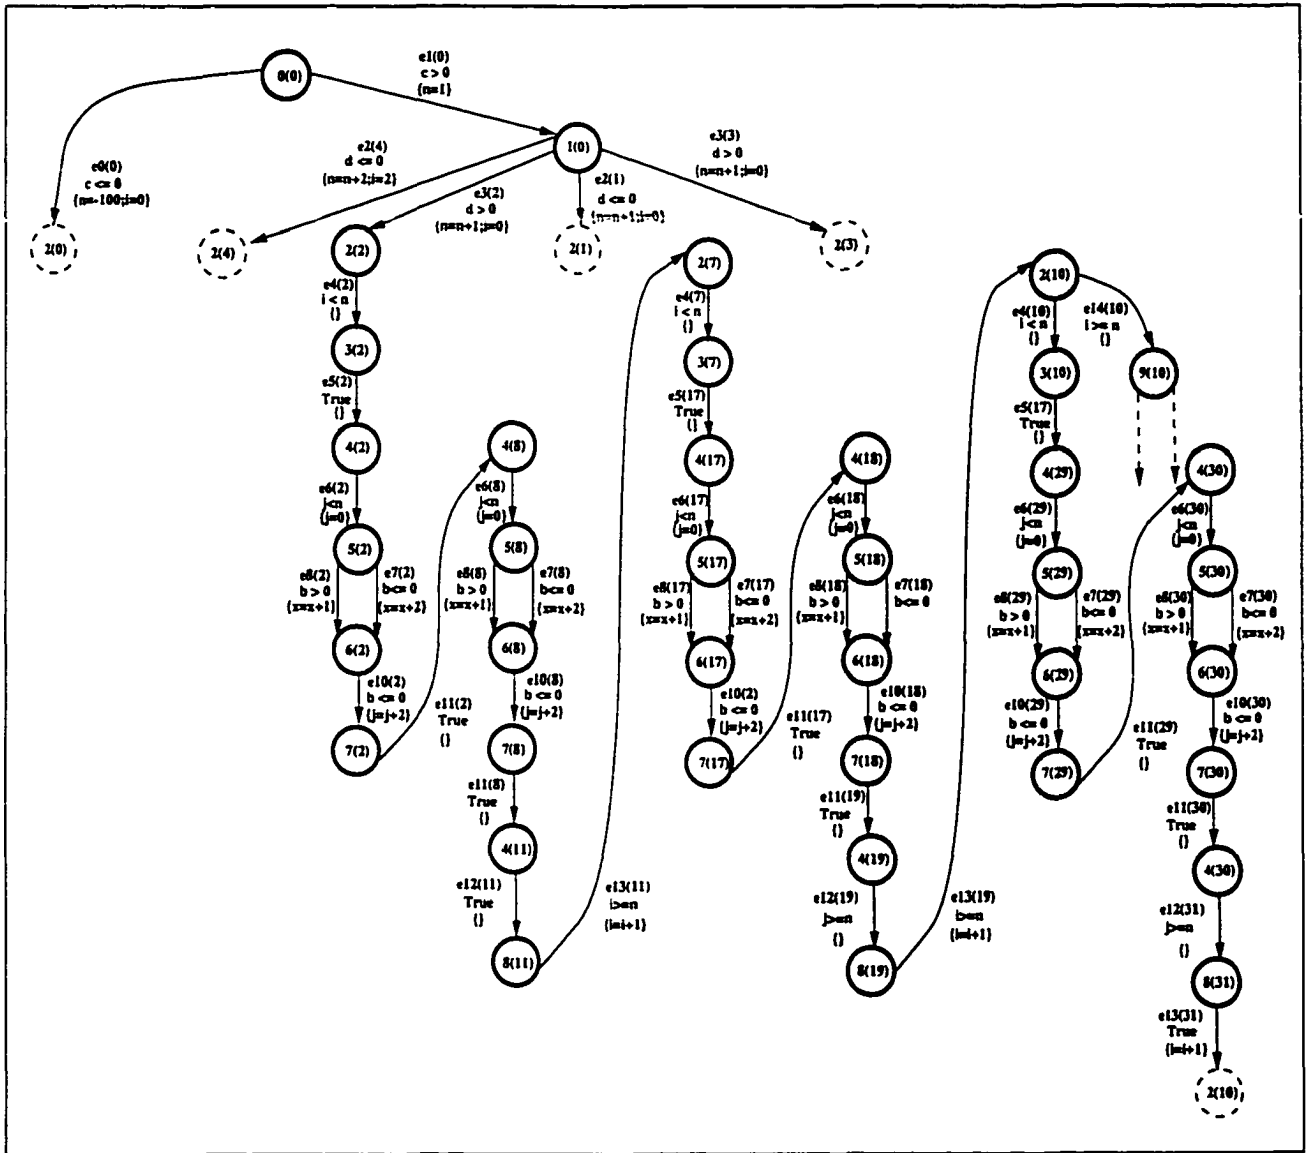 0(0)
e1(0)
c > 0
{n=1}
1(0)
e0(0)
c <= 0
{n=-100;i=0}
e2(4)
d <= 0
{n=n+2;i=2}
e3(2)
d > 0
{n=n+1;i=0}
e2(1)
d <= 0
{n=n+1;i=0}
e3(3)
d > 0
{n=n+1;i=0}
2(0)
2(4)
2(2)
2(1)
2(3)
e4(2)
i < n
{}
3(2)
e5(2)
True
{}
4(2)
e6(2)
j<n
{j=0}
5(2)
e8(2)
b > 0
{x=x+1}
e7(2)
b<= 0
{x=x+2}
6(2)
e10(2)
b <= 0
{j=j+2}
7(2)
e11(2)
True
{}
4(8)
e6(8)
j<n
{j=0}
5(8)
e8(8)
b > 0
{x=x+1}
e7(8)
b<= 0
{x=x+2}
6(8)
e10(8)
b <= 0
{j=j+2}
7(8)
e11(8)
True
{}
4(11)
e12(11)
True
{}
8(11)
e13(11)
i>=n
{i=i+1}
2(7)
e4(7)
i < n
{}
3(7)
e5(17)
True
{}
4(17)
e6(17)
j<n
{j=0}
5(17)
e8(17)
b > 0
{x=x+1}
e7(17)
b<= 0
{x=x+2}
6(17)
e10(2)
b <= 0
{j=j+2}
7(17)
e11(17)
True
{}
4(18)
e6(18)
j<n
{j=0}
5(18)
e8(18)
b > 0
{x=x+1}
e7(18)
b<= 0
6(18)
e10(18)
b <= 0
{j=j+2}
7(18)
e11(19)
True
{}
4(19)
e12(19)
j>=n
{}
8(19)
e13(19)
i>=n
{i=i+1}
2(10)
e4(10)
i < n
{}
e14(10)
i >= n
{}
3(10)
9(10)
e5(17)
True
{}
4(29)
e6(29)
j<n
{j=0}
5(29)
e8(29)
b > 0
{x=x+1}
e7(29)
b<= 0
{x=x+2}
6(29)
e10(29)
b <= 0
{j=j+2}
7(29)
e11(29)
True
{}
4(30)
e6(30)
j<n
{j=0}
5(30)
e8(30)
b > 0
{x=x+1}
e7(30)
b<= 0
{x=x+2}
6(30)
e10(30)
b <= 0
{j=j+2}
7(30)
e11(30)
True
{}
4(30)
e12(31)
j>=n
{}
8(31)
e13(31)
True
{i=i+1}
2(10)